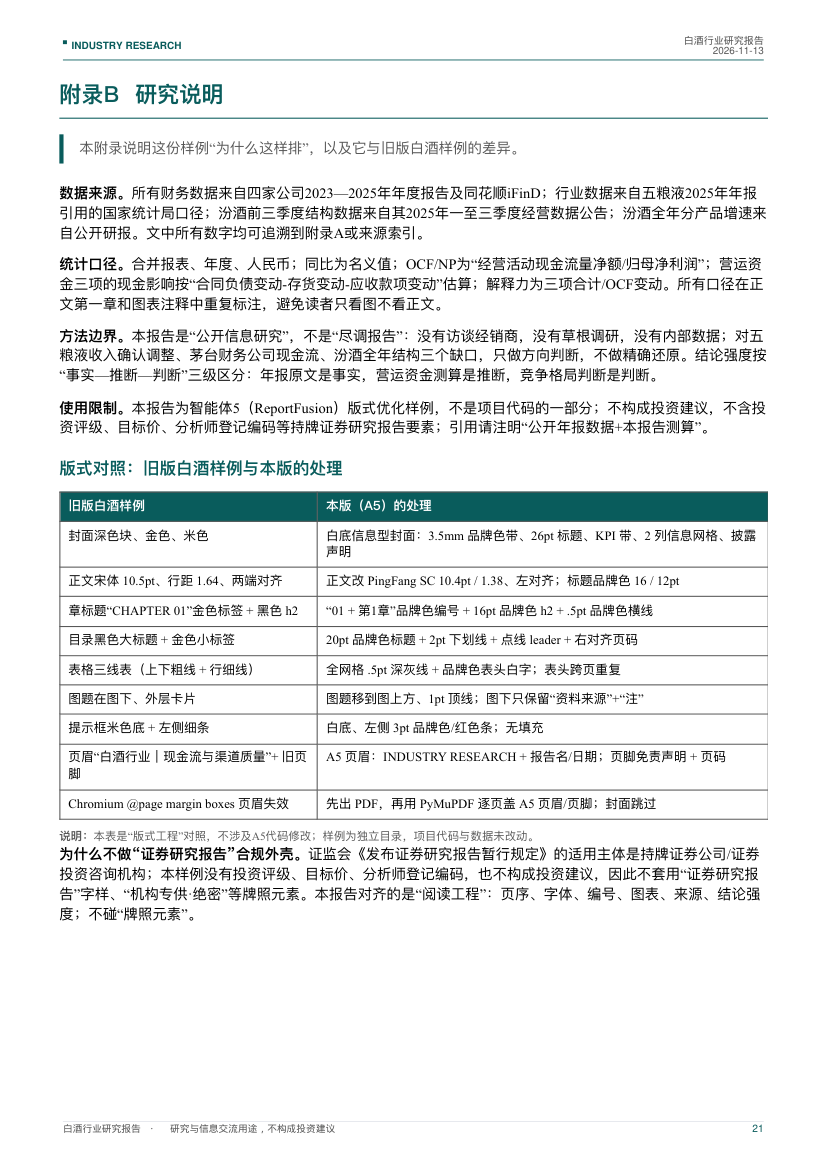 INDUSTRY RESEARCH
白酒行业研究报告
2026-11-13
附录B 研究说明
本附录说明这份样例“为什么这样排”，以及它与旧版白酒样例的差异。
数据来源。所有财务数据来自四家公司2023—2025年年度报告及同花顺iFinD；行业数据来自五粮液2025年年报
引用的国家统计局口径；汾酒前三季度结构数据来自其2025年一至三季度经营数据公告；汾酒全年分产品增速来
自公开研报。文中所有数字均可追溯到附录A或来源索引。
统计口径。合并报表、年度、人民币；同比为名义值；OCF/NP为“经营活动现金流量净额/归母净利润”；营运资
金三项的现金影响按“合同负债变动-存货变动-应收款项变动”估算；解释力为三项合计/OCF变动。所有口径在正
文第一章和图表注释中重复标注，避免读者只看图不看正文。
方法边界。本报告是“公开信息研究”，不是“尽调报告”：没有访谈经销商，没有草根调研，没有内部数据；对五
粮液收入确认调整、茅台财务公司现金流、汾酒全年结构三个缺口，只做方向判断，不做精确还原。结论强度按
“事实—推断—判断”三级区分：年报原文是事实，营运资金测算是推断，竞争格局判断是判断。
使用限制。本报告为智能体5（ReportFusion）版式优化样例，不是项目代码的一部分；不构成投资建议，不含投
资评级、目标价、分析师登记编码等持牌证券研究报告要素；引用请注明“公开年报数据+本报告测算”。
版式对照：旧版白酒样例与本版的处理
旧版白酒样例 本版（A5）的处理
封面深色块、金色、米色 白底信息型封面：3.5mm 品牌色带、26pt 标题、KPI 带、2 列信息网格、披露
声明
正文宋体 10.5pt、行距 1.64、两端对齐 正文改 PingFang SC 10.4pt / 1.38、左对齐；标题品牌色 16 / 12pt
章标题“CHAPTER 01”金色标签 + 黑色 h2 “01 + 第1章”品牌色编号 + 16pt 品牌色 h2 + .5pt 品牌色横线
目录黑色大标题 + 金色小标签 20pt 品牌色标题 + 2pt 下划线 + 点线 leader + 右对齐页码
表格三线表（上下粗线 + 行细线） 全网格 .5pt 深灰线 + 品牌色表头白字；表头跨页重复
图题在图下、外层卡片 图题移到图上方、1pt 顶线；图下只保留“资料来源”+“注”
提示框米色底 + 左侧细条 白底、左侧 3pt 品牌色/红色条；无填充
页眉“白酒行业｜现金流与渠道质量”+ 旧页
脚
A5 页眉：INDUSTRY RESEARCH + 报告名/日期；页脚免责声明 + 页码
Chromium @page margin boxes 页眉失效 先出 PDF，再用 PyMuPDF 逐页盖 A5 页眉/页脚；封面跳过
说明：本表是“版式工程”对照，不涉及A5代码修改；样例为独立目录，项目代码与数据未改动。
为什么不做“证券研究报告”合规外壳。证监会《发布证券研究报告暂行规定》的适用主体是持牌证券公司/证券
投资咨询机构；本样例没有投资评级、目标价、分析师登记编码，也不构成投资建议，因此不套用“证券研究报
告”字样、“机构专供·绝密”等牌照元素。本报告对齐的是“阅读工程”：页序、字体、编号、图表、来源、结论强
度；不碰“牌照元素”。
白酒行业研究报告 · 研究与信息交流用途，不构成投资建议
21